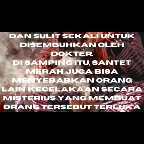 DAN SULIT SEKALI UNTUK
DISEMBUHKAN OLEH
DOKTER.
DI SAMPING ITU, SANTET
MERAH JUGA BISA
MENYEBABKAN ORANG
LAIN KECELAKAAN SECARA
MISTERIUS YANG MEMBUAT
ORANG TERSEBUT TERLUKA